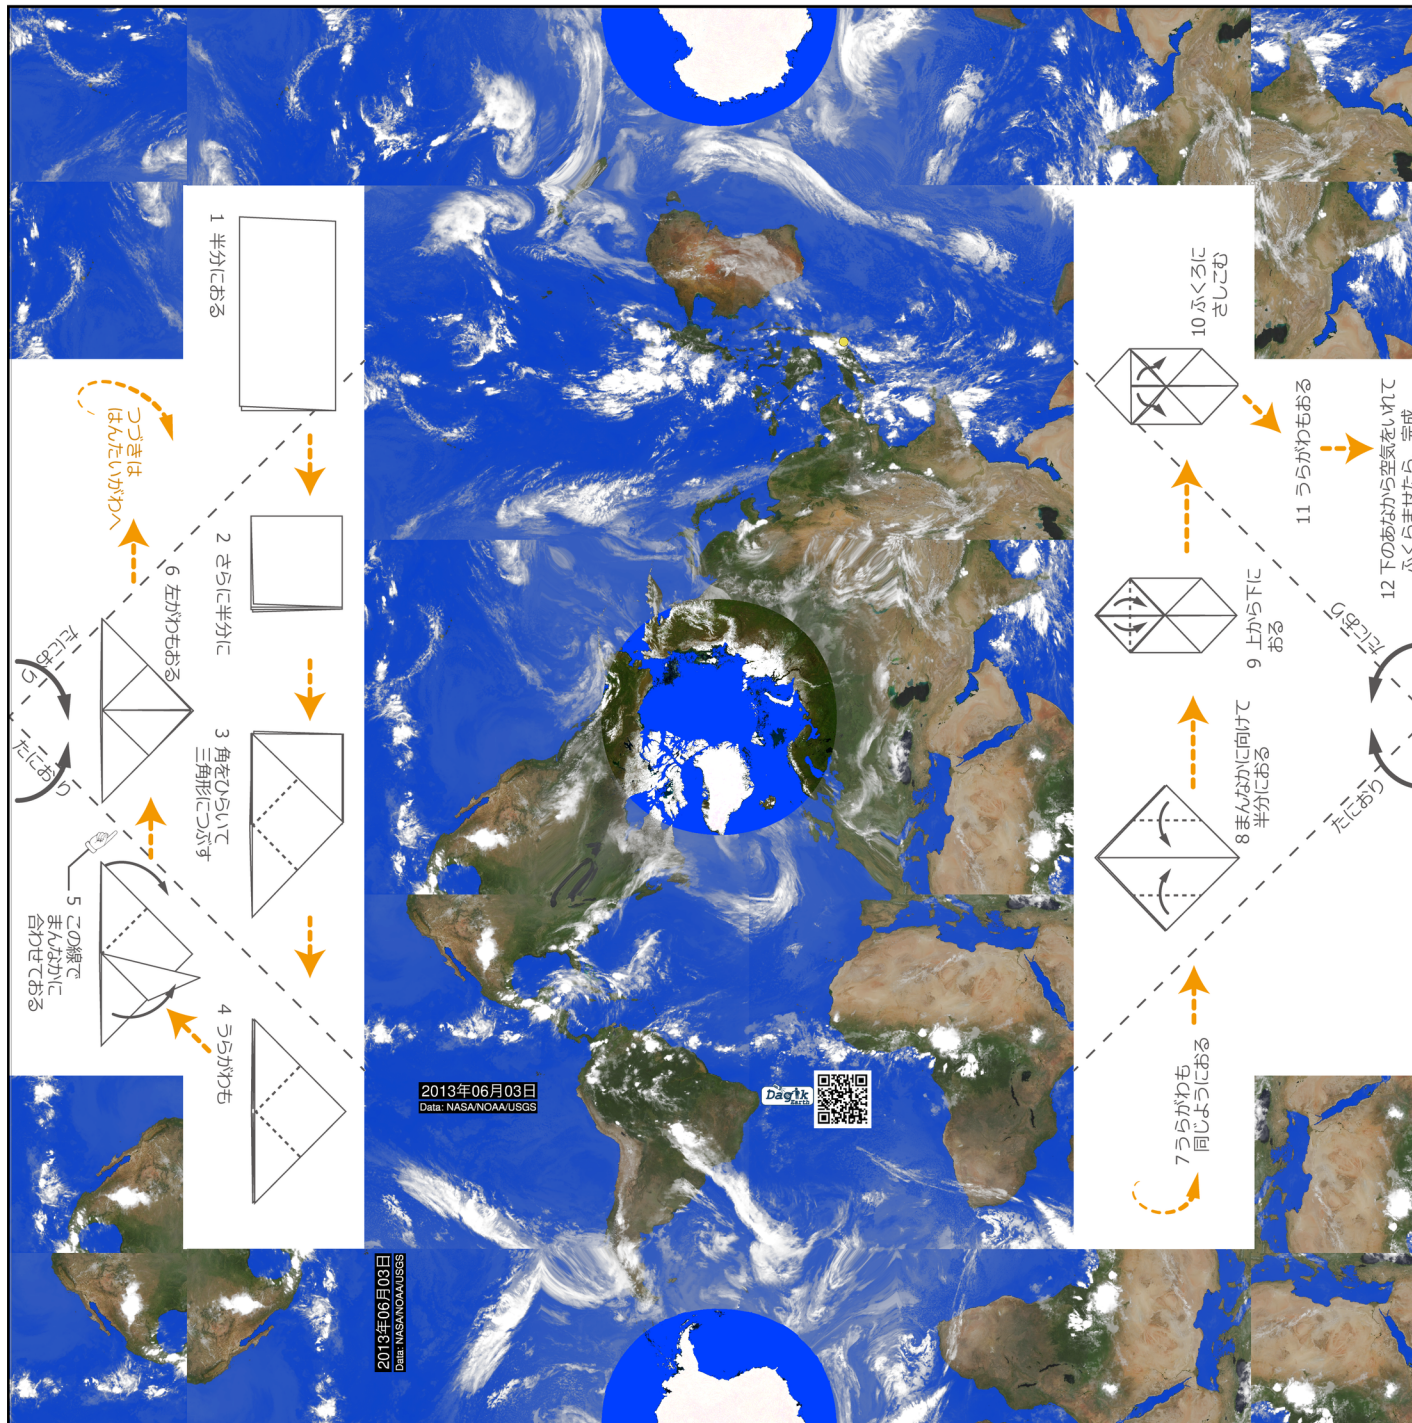 1 半分におる
2 さらに半分に
3 角をひらいて
三角形につぶす
4 うらがわも
5 この線で
まんなかに
合わせておる
6 左がわもおる
つづきは
はんたいがわへ
たにおり
たにおり
7 うらがわも
同じようにおる
8 まんなかに向けて
半分におる
9 上から下に
おる
10 ふくろに
さしこむ
11 うらがわもおる
12 下のあなから空気をいれて
ふくらませたら、完成
たにおり
たにおり
2013年06月03日
Data: NASA/NOAA/USGS
Dagik
Earth
2013年06月03日
Data: NASA/NOAA/USGS